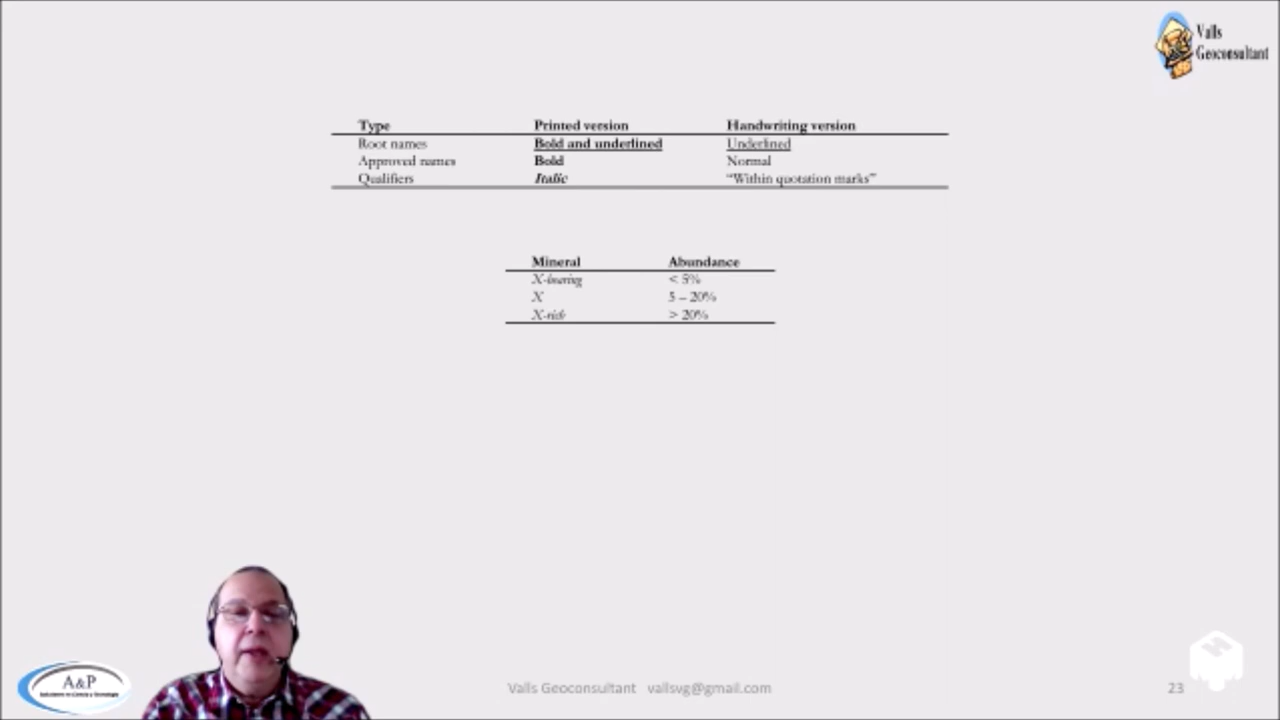 Valls
Geoconsultant
Type Printed version Handwriting version
Root names Bold and underlined Underlined
Approved names Bold Normal
Qualifiers Italic “Within quotation marks”
Mineral Abundance
X-bearing < 5%
X 5 – 20%
X-rich > 20%
A&P
Valls Geoconsultant vallsvg@gmail.com
23